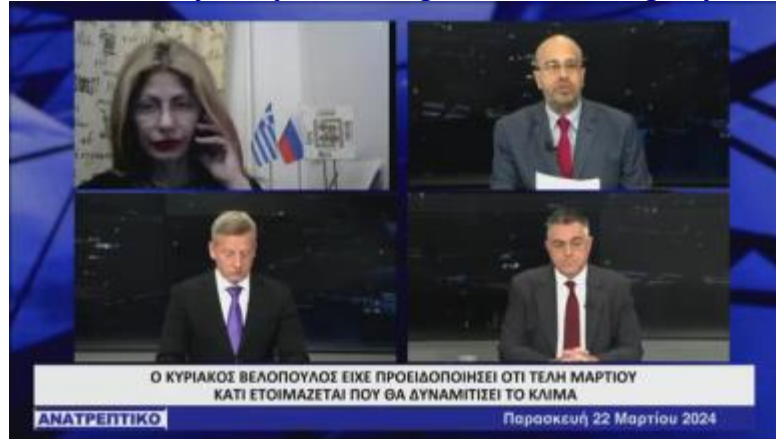 Ο ΚΥΡΙΑΚΟΣ ΒΕΛΟΠΟΥΛΟΣ ΕΙΧΕ ΠΡΟΕΙΔΟΠΟΙΗΣΕΙ ΟΤΙ ΤΕΛΗ ΜΑΡΤΙΟΥ
ΚΑΤΙ ΕΤΟΙΜΑΖΕΤΑΙ ΠΟΥ ΘΑ ΔΥΝΑΜΙΤΙΣΕΙ ΤΟ ΚΛΙΜΑ
ΑΝΑΤΡΕΠΤΙΚΟ
Παρασκευή 22 Μαρτίου 2024